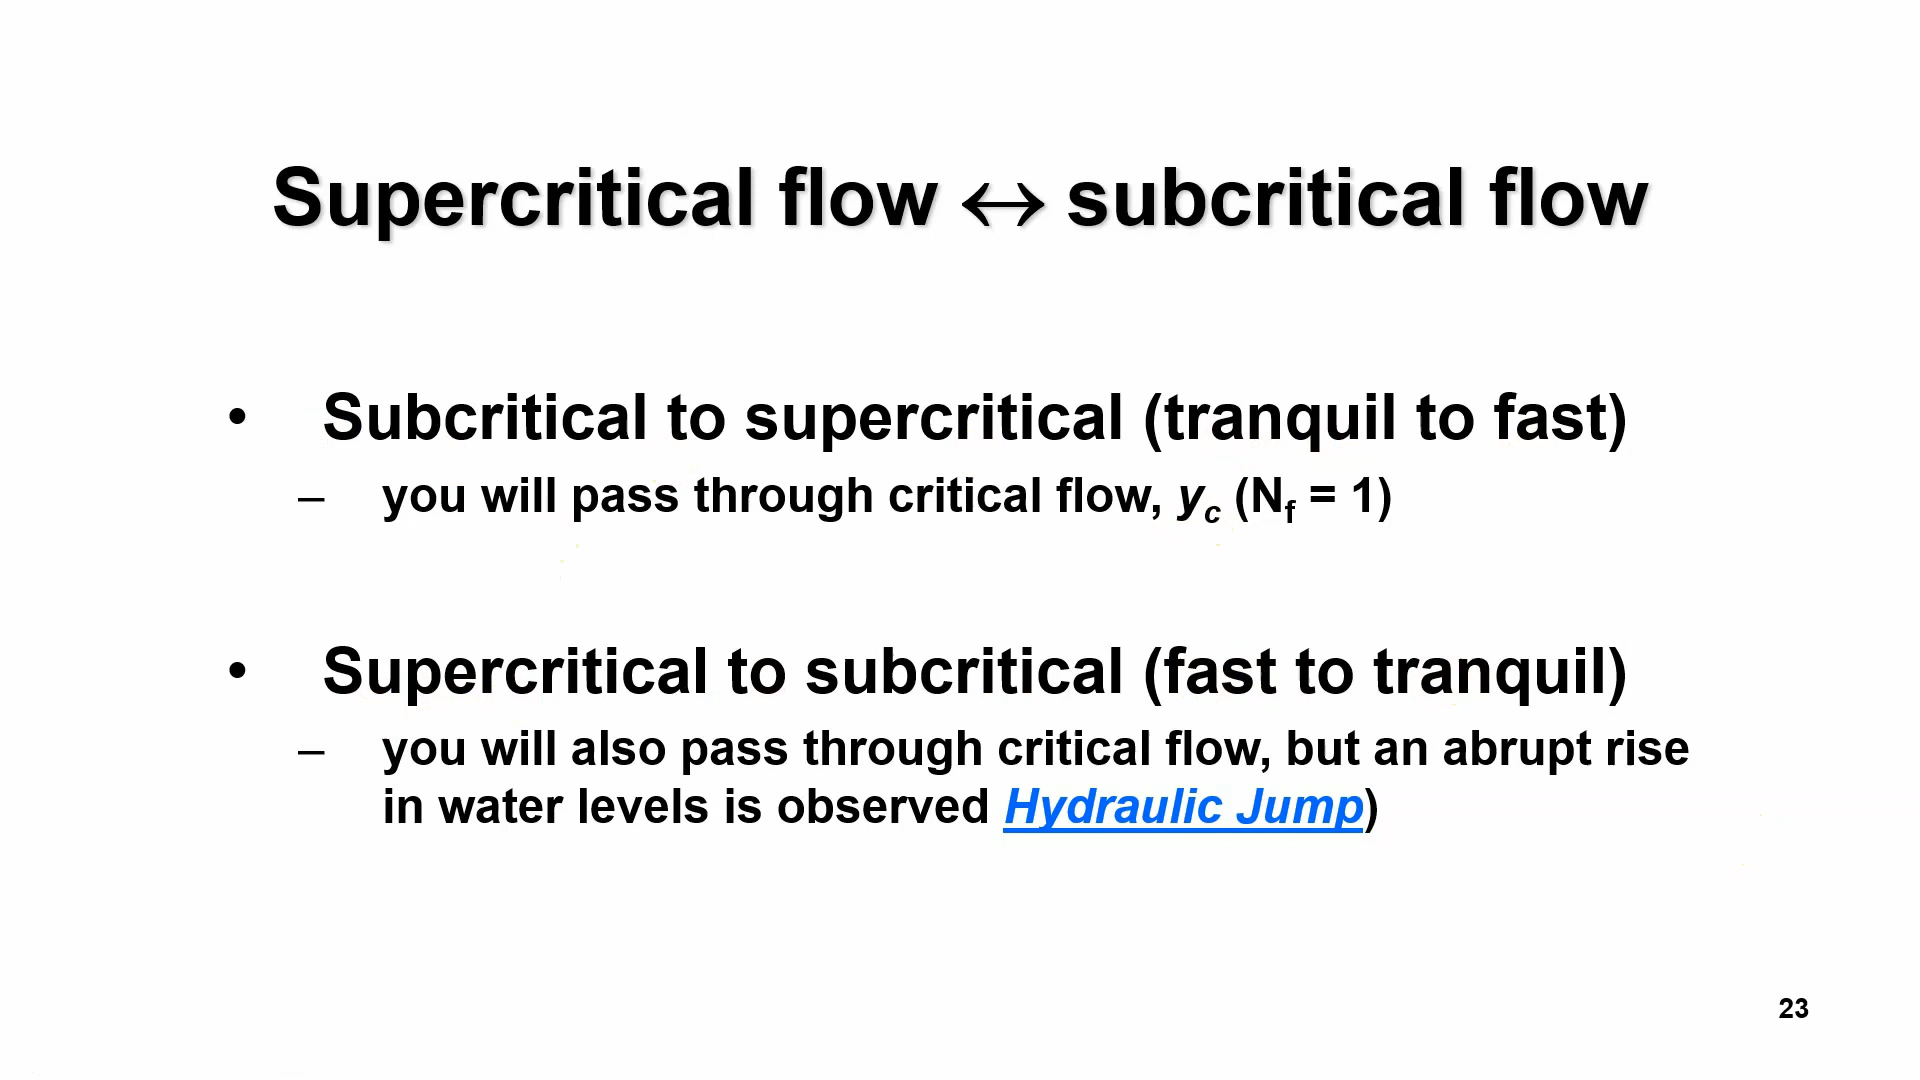 Supercritical flow ↔ subcritical flow
• Subcritical to supercritical (tranquil to fast)
– you will pass through critical flow, yc (Nf = 1)
• Supercritical to subcritical (fast to tranquil)
– you will also pass through critical flow, but an abrupt rise
in water levels is observed Hydraulic Jump)
23